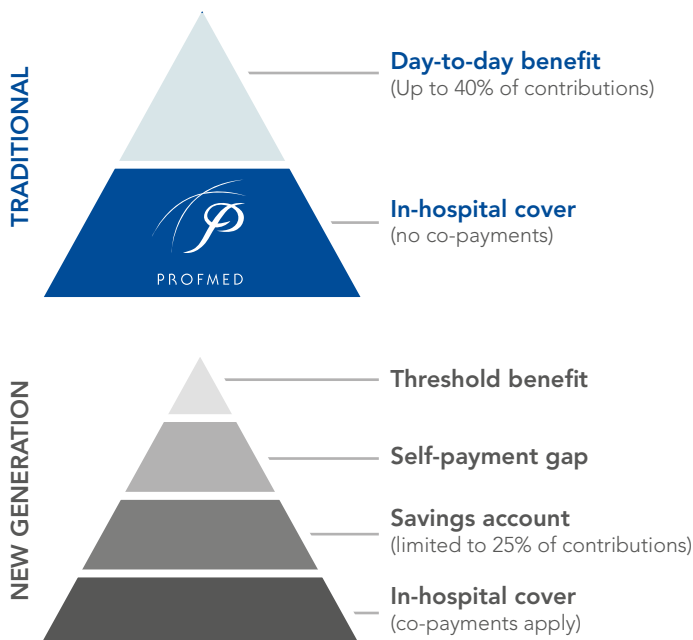 TRADITIONAL
Day-to-day benefit
(Up to 40% of contributions)
In-hospital cover
(no co-payments)
P
PROFMED
NEW GENERATION
Threshold benefit
Self-payment gap
Savings account
(limited to 25% of contributions)
In-hospital cover
(co-payments apply)